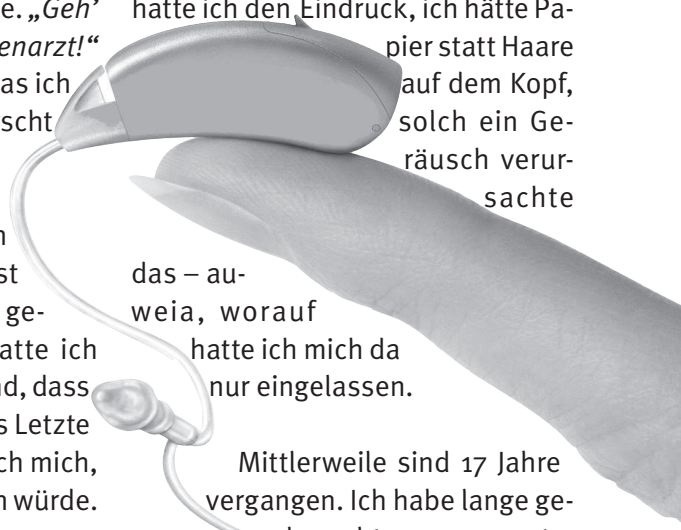 e. „Geh’
enarzt!“
as ich
scht
st
ge-
atte ich
d, dass
s Letzte
ch mich,
würde.
hatte ich den Eindruck, ich hätte Pa-
pier statt Haare
auf dem Kopf,
solch ein Ge-
räusch verur-
sachte
das – au-
weia, worauf
hatte ich mich da
nur eingelassen.
Mittlerweile sind 17 Jahre
vergangen. Ich habe lange ge-